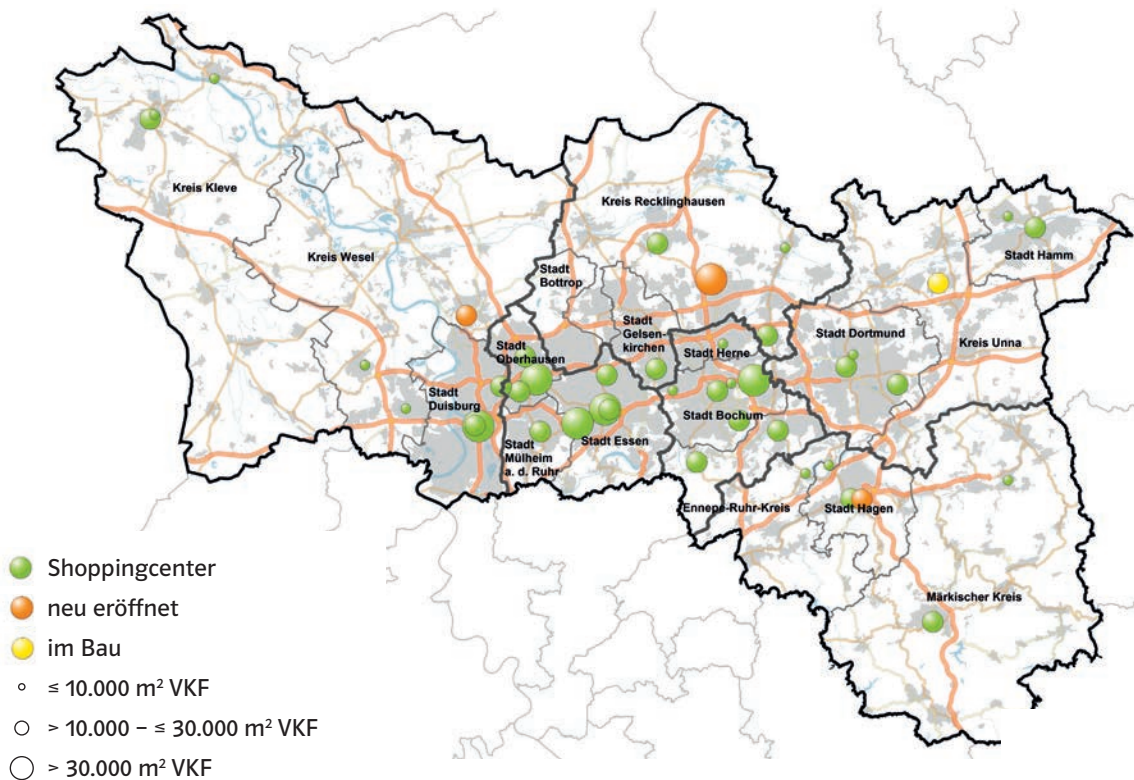 Kreis Kleve
Kreis Recklinghausen
Kreis Wesel
Stadt
Bottrop
Stadt Hamm
Stadt
Gelsen-
kirchen
Stadt Dortmund
Kreis Unna
Stadt
Oberhausen
Stadt Herne
Stadt
Duisburg
Stadt Bochum
Stadt Essen
Stadt
Mülheim
a. d. Ruhr
Ennepe-Ruhr-Kreis
Stadt Hagen
Märkischer Kreis
Shoppingcenter
neu eröffnet
im Bau
≤ 10.000 m² VKF
> 10.000 – ≤ 30.000 m² VKF
> 30.000 m² VKF